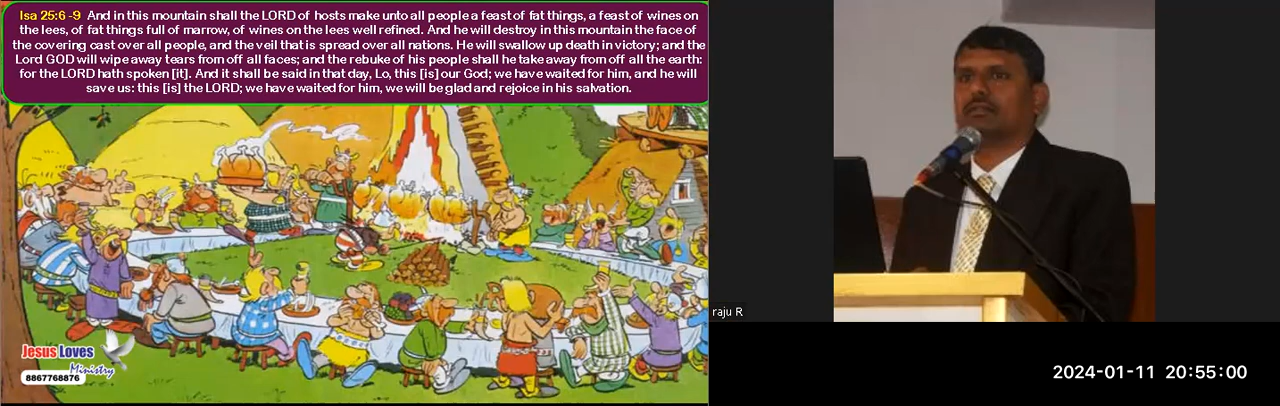 Isa 25:6 -9 And in this mountain shall the LORD of hosts make unto all people a feast of fat things, a feast of wines on
the lees, of fat things full of marrow, of wines on the lees well refined. And he will destroy in this mountain the face of
the covering cast over all people, and the veil that is spread over all nations. He will swallow up death in victory; and the
Lord GOD will wipe away tears from off all faces; and the rebuke of his people shall he take away from off all the earth:
for the LORD hath spoken [it]. And it shall be said in that day, Lo, this [is] our God; we have waited for him, and he will
save us: this [is] the LORD; we have waited for him, we will be glad and rejoice in his salvation.
Jesus Loves
Ministry
8867768876
raju R
2024-01-11 20:55:00